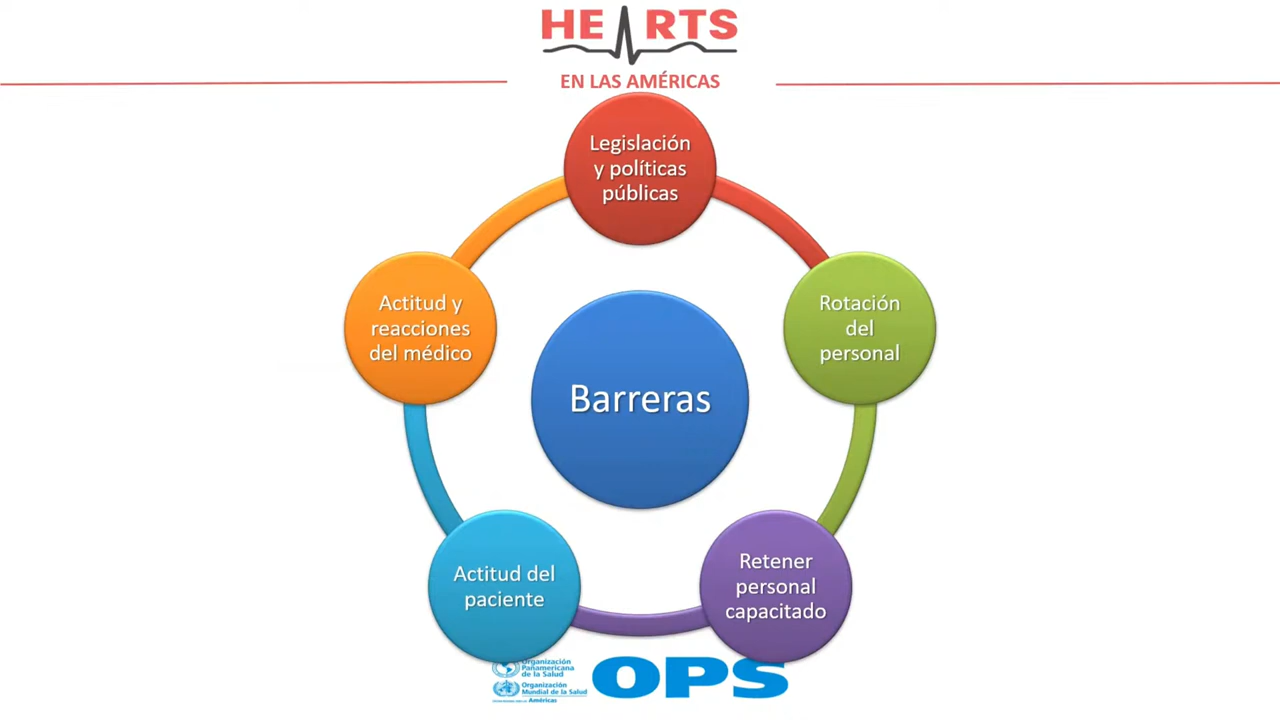 HEARTS
EN LAS AMÉRICAS
Legislación
y políticas
públicas
Rotación
del
personal
Retener
personal
capacitado
Actitud del
paciente
Actitud y
reacciones
del médico
Barreras
Organización
Panamericana
de la Salud
Organización
Mundial de la Salud
Américas
OPS